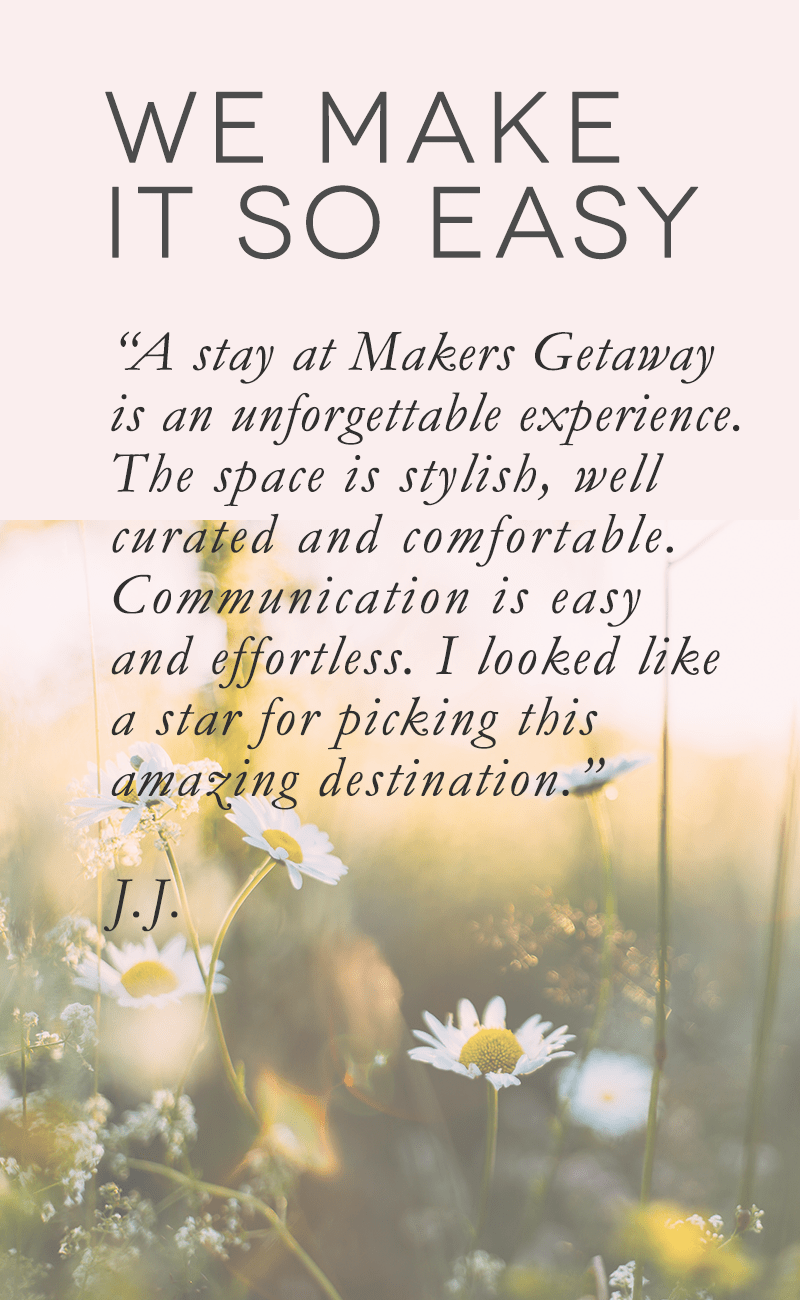 WE MAKE
IT SO EASY
“A stay at Makers Getaway
is an unforgettable experience.
The space is stylish, well
curated and comfortable.
Communication is easy
and effortless. I looked like
a star for picking this
amazing destination.”
J.J.